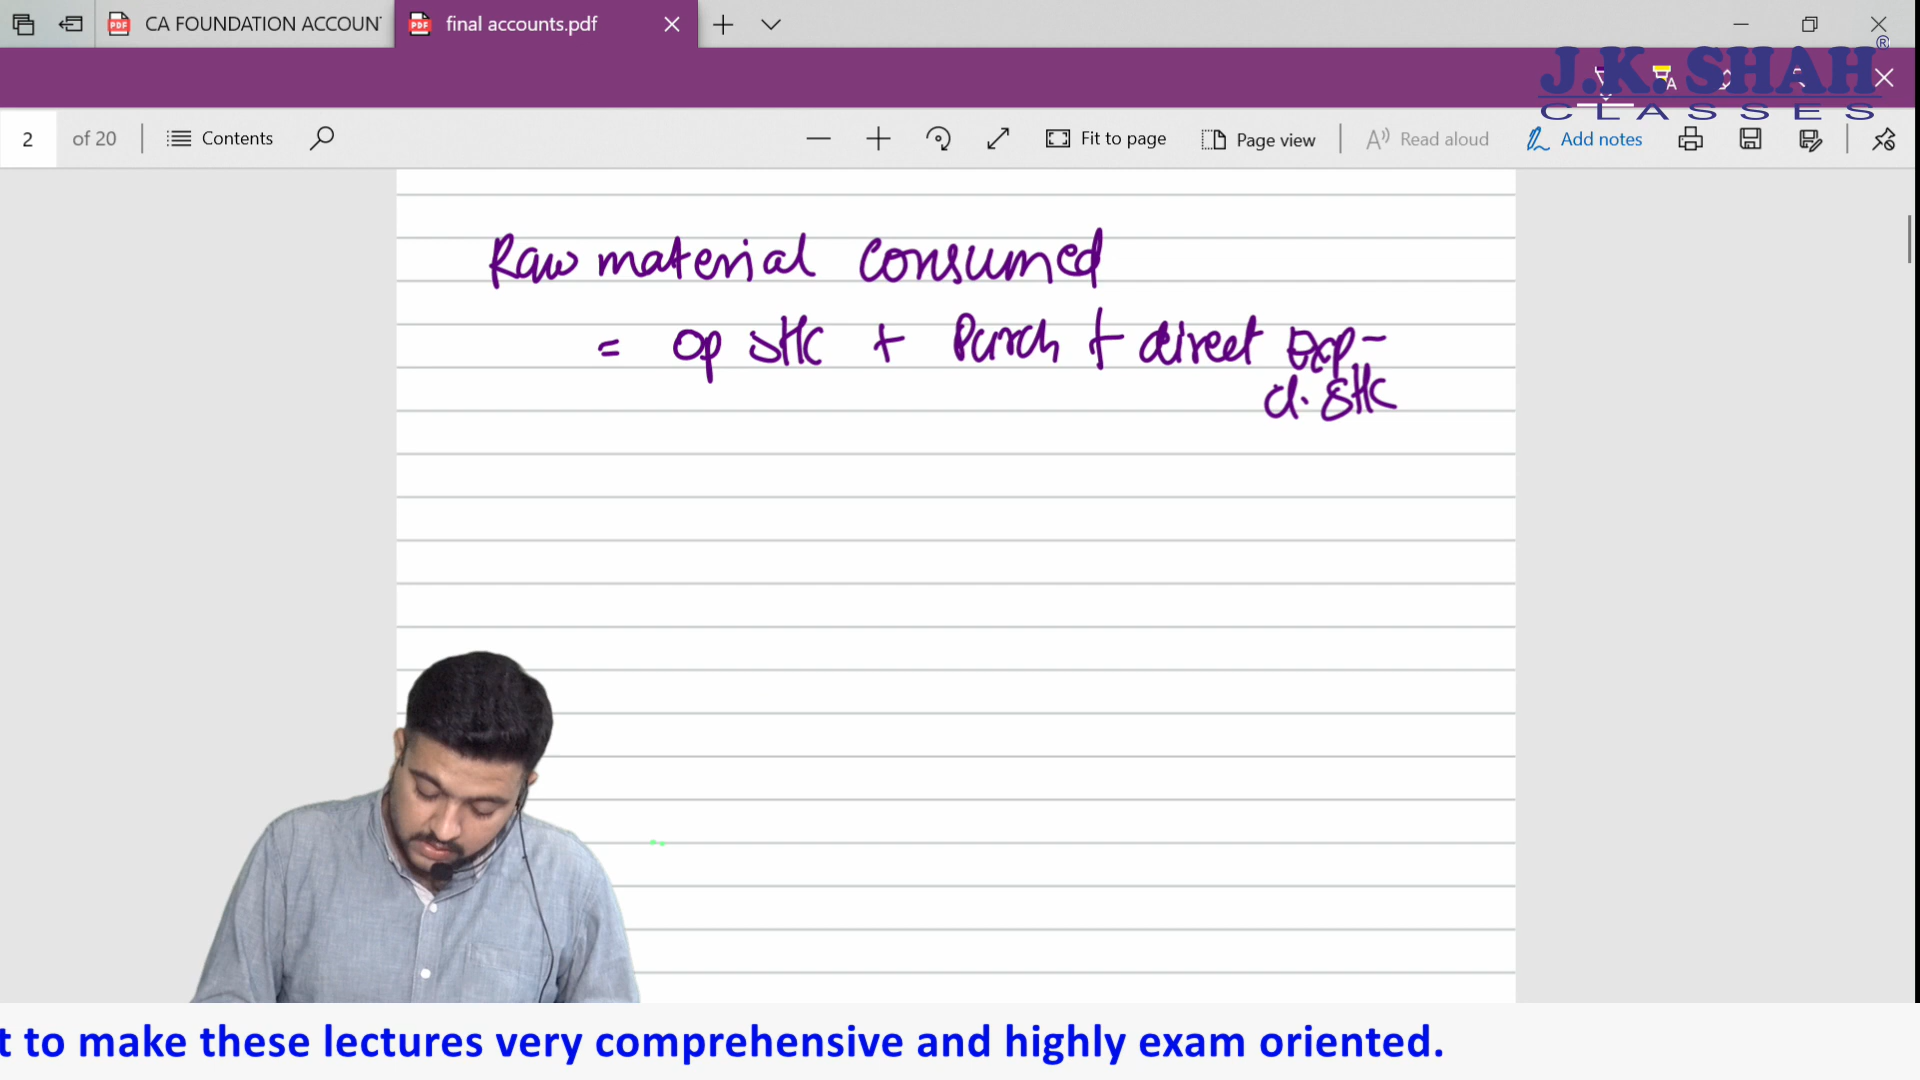 CA FOUNDATION ACCOUN
final accounts.pdf
J.K. SHAH®
CLASSES
2 of 20
Contents
Fit to page
Page view
Read aloud
Add notes
Raw material consumed
= Op stk + Purch + direct Exp -
cl. stk
t to make these lectures very comprehensive and highly exam oriented.